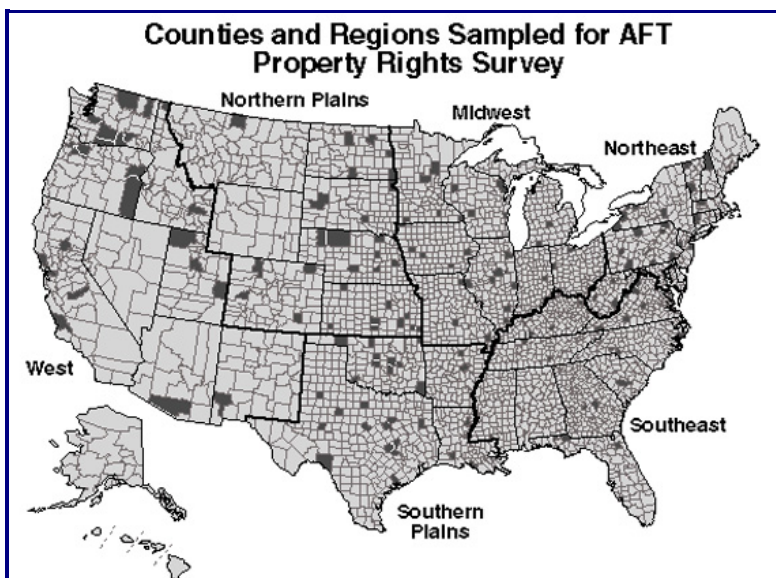 Counties and Regions Sampled for AFT
Property Rights Survey
Northern Plains
Midwest
Northeast
West
Southeast
Southern
Plains